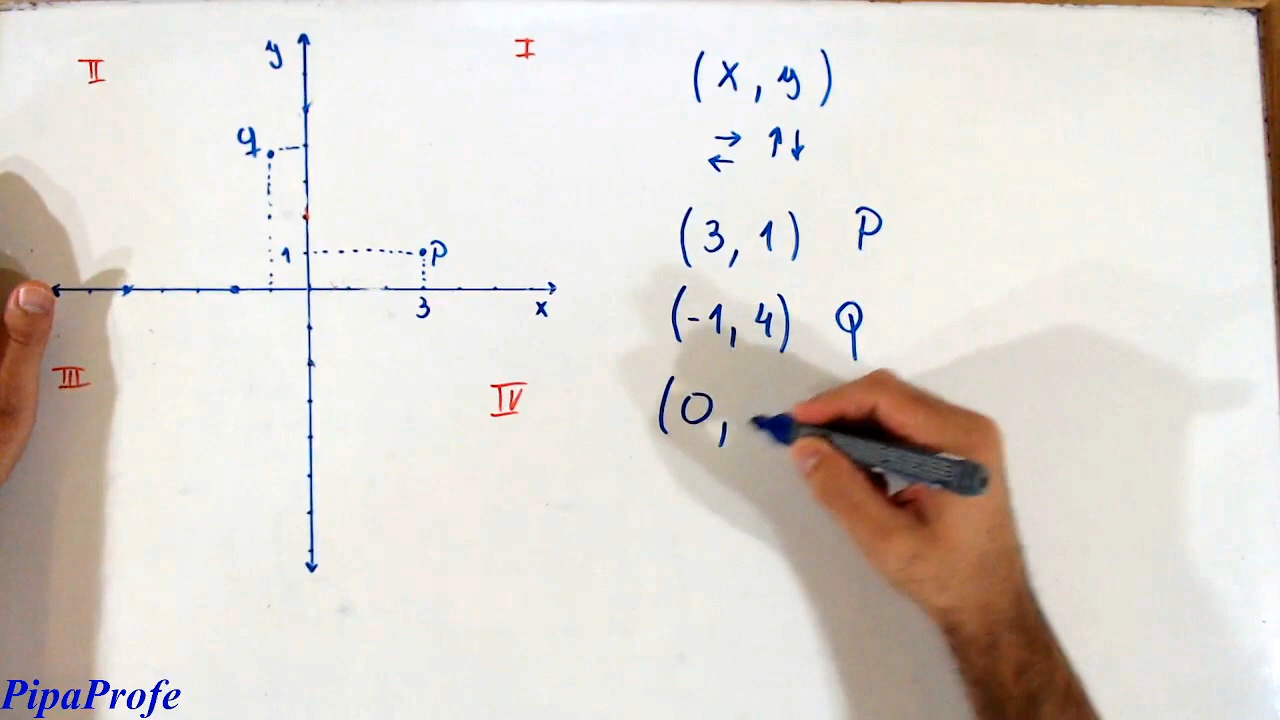 y
I
II
(x, y)
→ ↑↓
←
Q
(3, 1) P
1
P
3
x
(-1, 4) Q
III
IV
(0,
PipaProfe